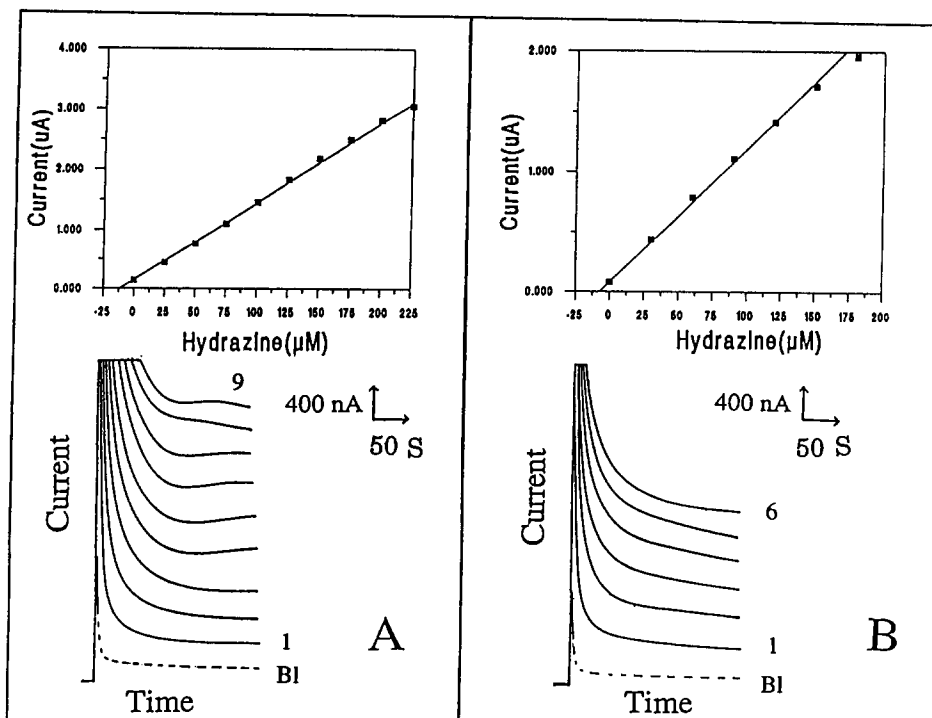 4.000
3.000
2.000
1.000
0.000
Current(uA)
-25 0 25 50 75 100 125 150 175 200 225
Hydrazine(µM)
9
400 nA
50 S
Current
1
Bl
A
Time
2.000
1.000
0.000
Current(uA)
-25 0 25 50 75 100 125 150 175 200
Hydrazine(µM)
400 nA
50 S
6
Current
1
Bl
B
Time